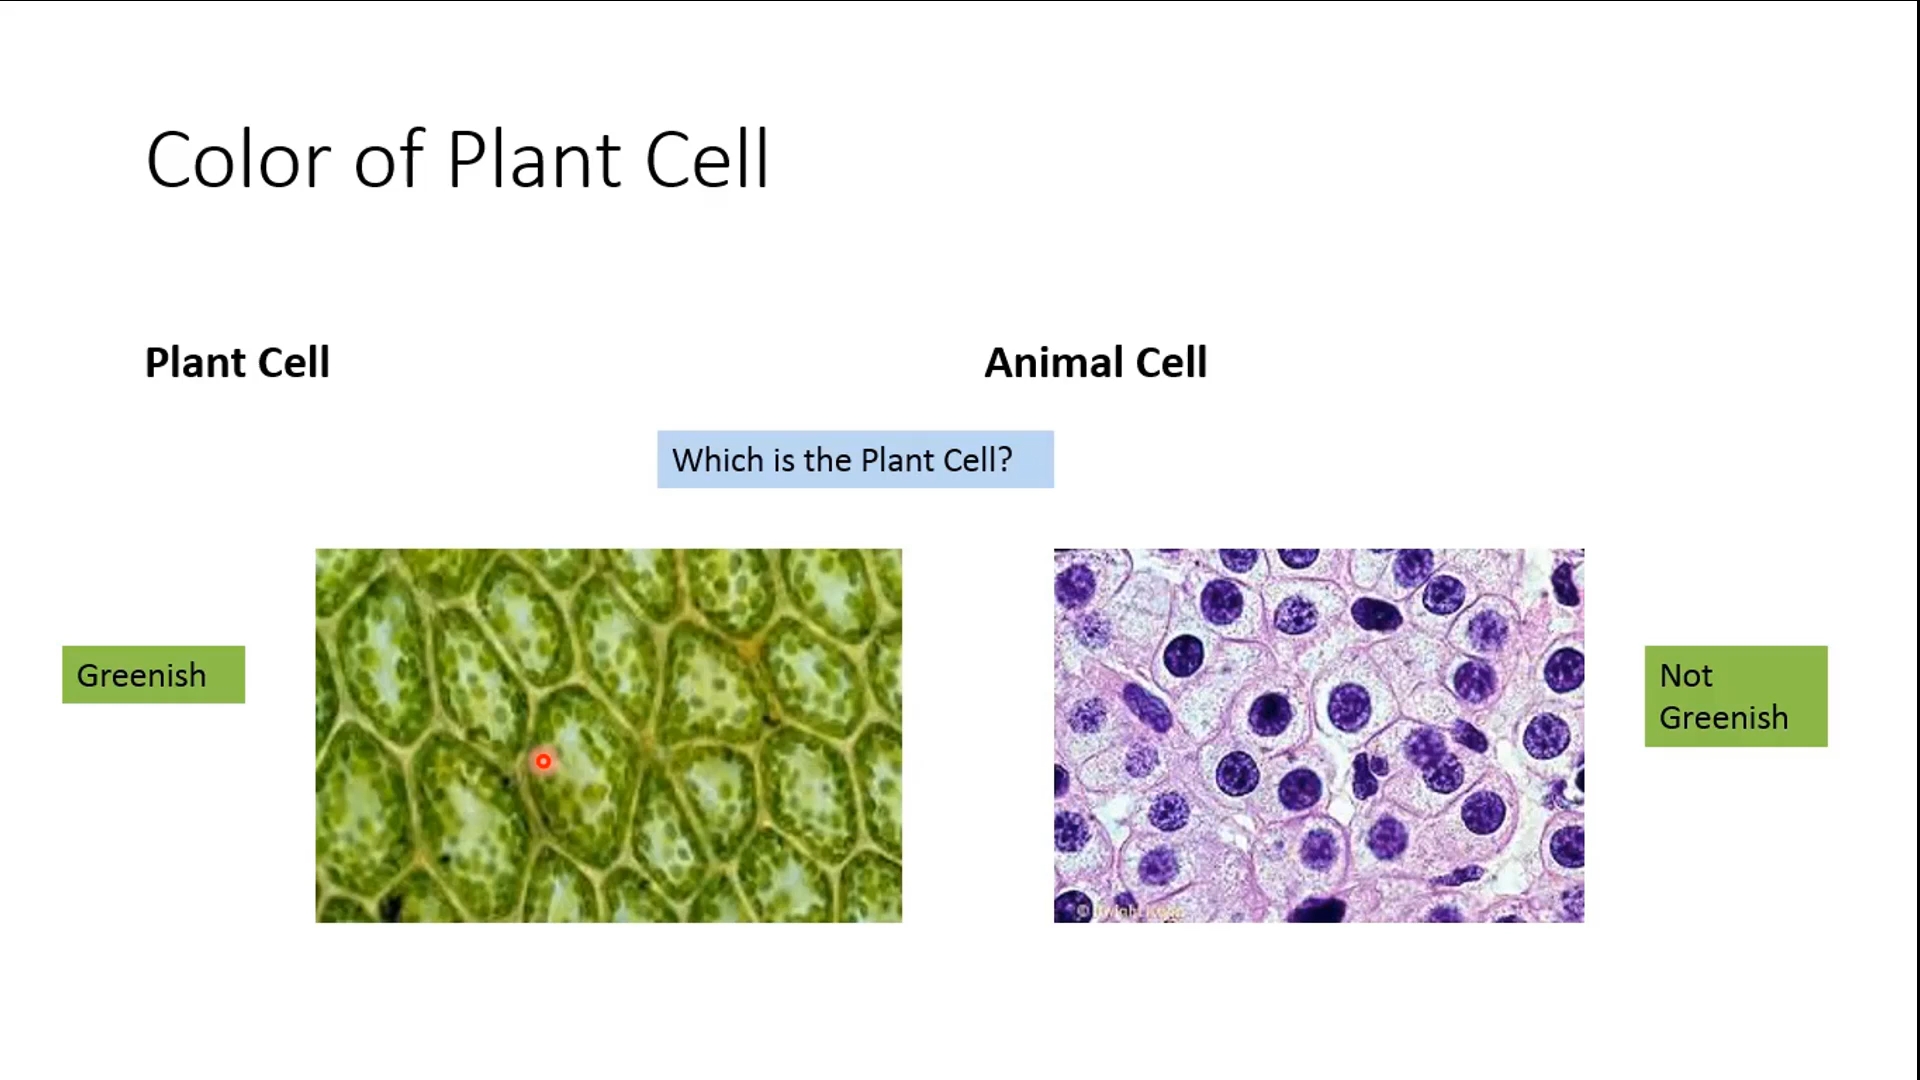 Color of Plant Cell
Plant Cell
Animal Cell
Which is the Plant Cell?
Greenish
Not
Greenish